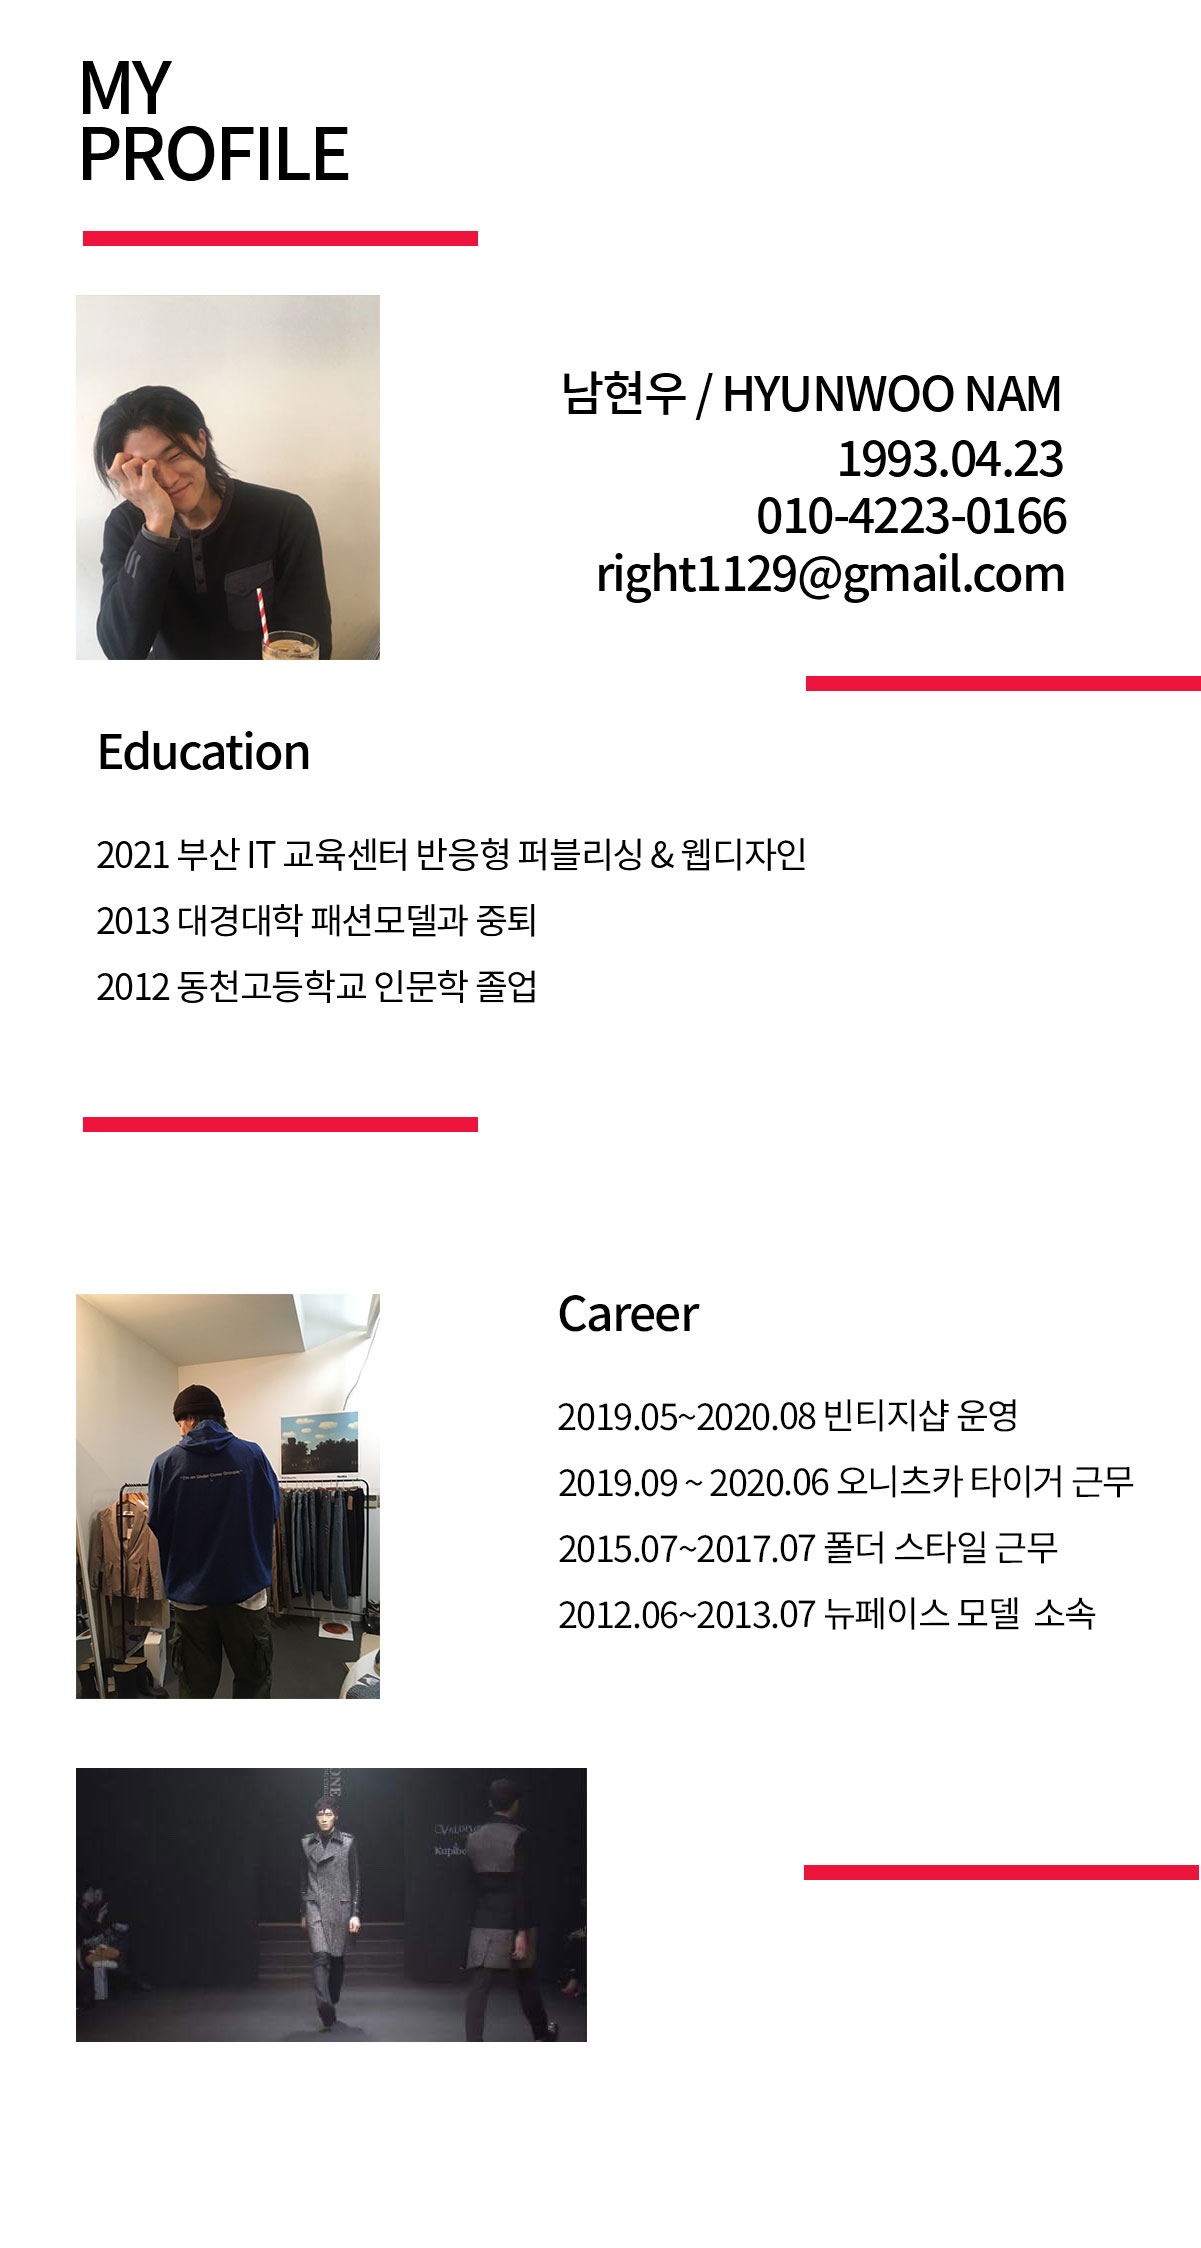 MY
PROFILE
남현우 / HYUNWOO NAM
1993.04.23
010-4223-0166
right1129@gmail.com
Education
2021 부산 IT 교육센터 반응형 퍼블리싱 & 웹디자인
2013 대경대학 패션모델과 중퇴
2012 동천고등학교 인문학 졸업
Career
2019.05~2020.08 빈티지샵 운영
2019.09 ~ 2020.06 오니츠카 타이거 근무
2015.07~2017.07 폴더 스타일 근무
2012.06~2013.07 뉴페이스 모델 소속